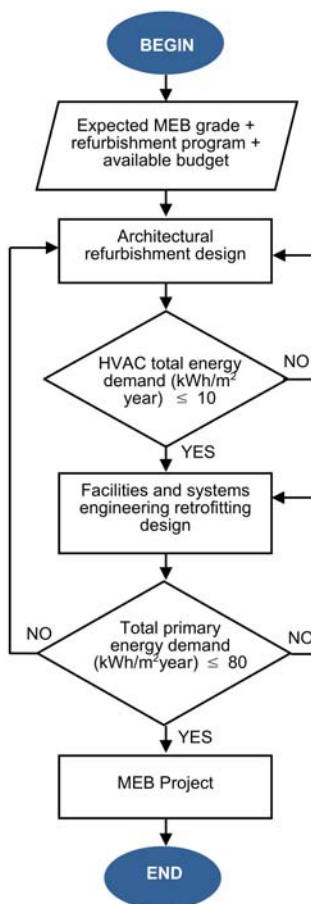 BEGIN
Expected MEB grade +
refurbishment program +
available budget
Architectural
refurbishment design
HVAC total energy
demand (kWh/m²
year) ≤ 10
NO
YES
Facilities and systems
engineering retrofitting
design
NO
Total primary
energy demand
(kWh/m²year) ≤ 80
NO
YES
MEB Project
END